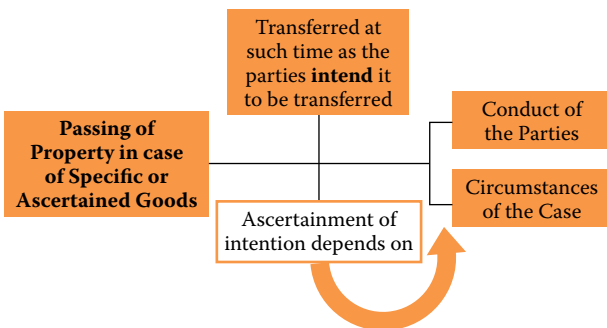 Transferred at
such time as the
parties intend it
to be transferred
Passing of
Property in case
of Specific or
Ascertained Goods
Conduct of
the Parties
Circumstances
of the Case
Ascertainment of
intention depends on